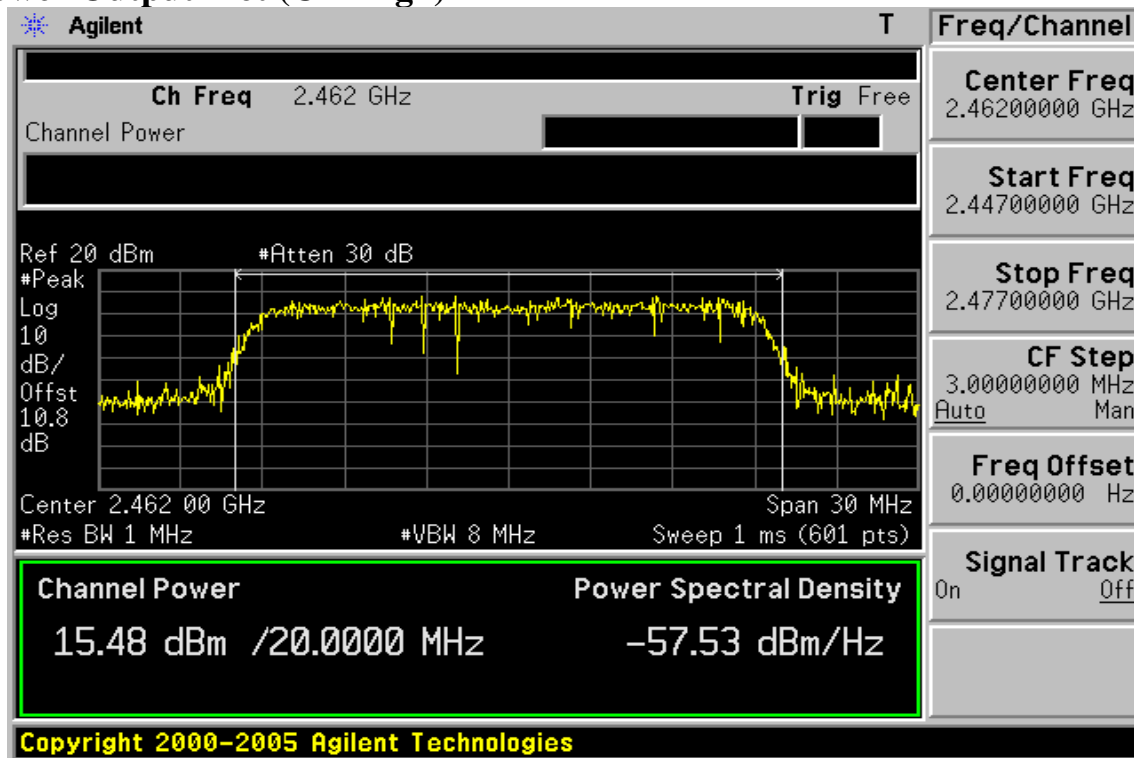 Agilent T Freq/Channel
Ch Freq 2.462 GHz Trig Free
Channel Power
Center Freq
2.46200000 GHz
Start Freq
2.44700000 GHz
Stop Freq
2.47700000 GHz
CF Step
3.00000000 MHz
Auto Man
Freq Offset
0.00000000 Hz
Signal Track
On Off
Ref 20 dBm #Atten 30 dB
#Peak
Log
10
dB/
Offst
10.8
dB
Center 2.462 00 GHz Span 30 MHz
#Res BW 1 MHz #VBW 8 MHz Sweep 1 ms (601 pts)
Channel Power Power Spectral Density
15.48 dBm /20.0000 MHz -57.53 dBm/Hz
Copyright 2000-2005 Agilent Technologies